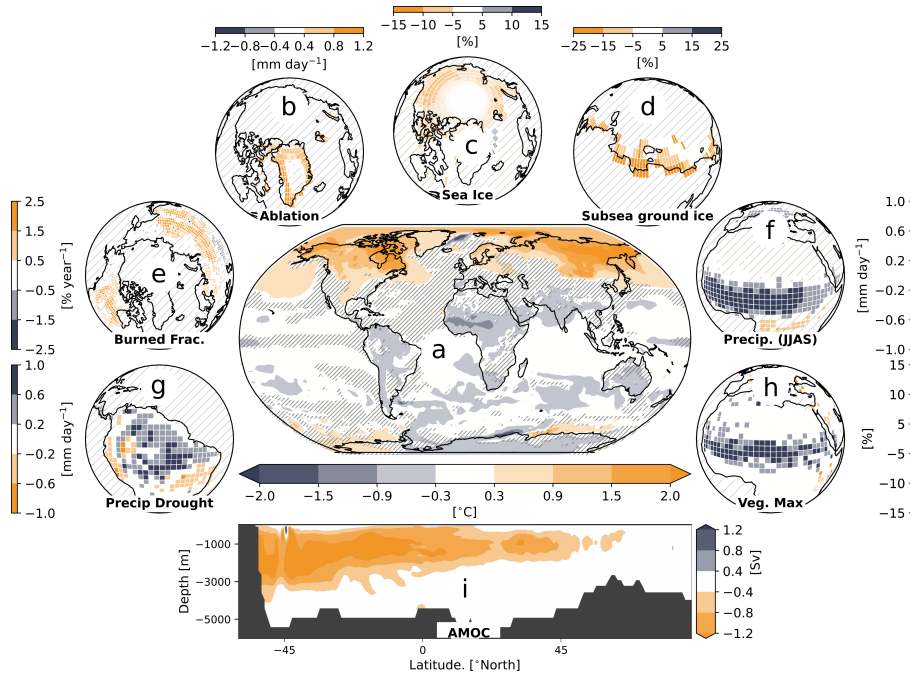 −15 −10 −5 5 10 15
[%]
−1.2 −0.8 −0.4 0.4 0.8 1.2
[mm day⁻¹]
−25 −15 −5 5 15 25
[%]
b
Ablation
c
Sea Ice
d
Subsea ground ice
2.5
1.5
0.5
−0.5
−1.5
−2.5
[% year⁻¹]
e
Burned Frac.
a
f
Precip. (JJAS)
1.0
0.6
0.2
−0.2
−0.6
−1.0
[mm day⁻¹]
1.0
0.6
0.2
−0.2
−0.6
−1.0
[mm day⁻¹]
g
Precip Drought
h
Veg. Max
15
10
5
−5
−10
−15
[%]
−2.0 −1.5 −0.9 −0.3 0.3 0.9 1.5 2.0
[°C]
Depth [m]
−1000
−3000
−5000
i
AMOC
−45 0 45
Latitude. [°North]
1.2
0.8
0.4
−0.4
−0.8
−1.2
[Sv]